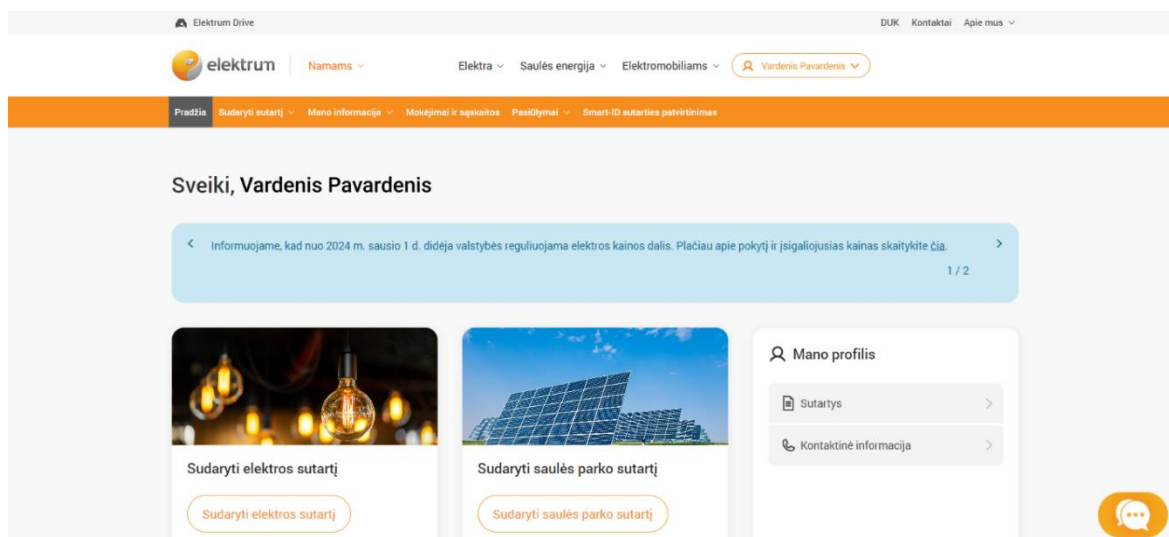 Elektrum Drive
DUK Kontaktai Apie mus
elektrum Namams Elektra Saulės energija Elektromobiliams Vardenis Pavardenis
Pradžia Sudaryti sutartį Mano informacija Mokėjimai ir sąskaitos Pasiūlymai Smart-ID sutarties patvirtinimas
Sveiki, Vardenis Pavardenis
Informuojame, kad nuo 2024 m. sausio 1 d. didėja valstybės reguliuojama elektros kainos dalis. Plačiau apie pokytį ir įsigaliojusias kainas skaitykite čia.
1 / 2
Sudaryti elektros sutartį
Sudaryti elektros sutartį
Sudaryti saulės parko sutartį
Sudaryti saulės parko sutartį
Mano profilis
Sutartys
Kontaktinė informacija